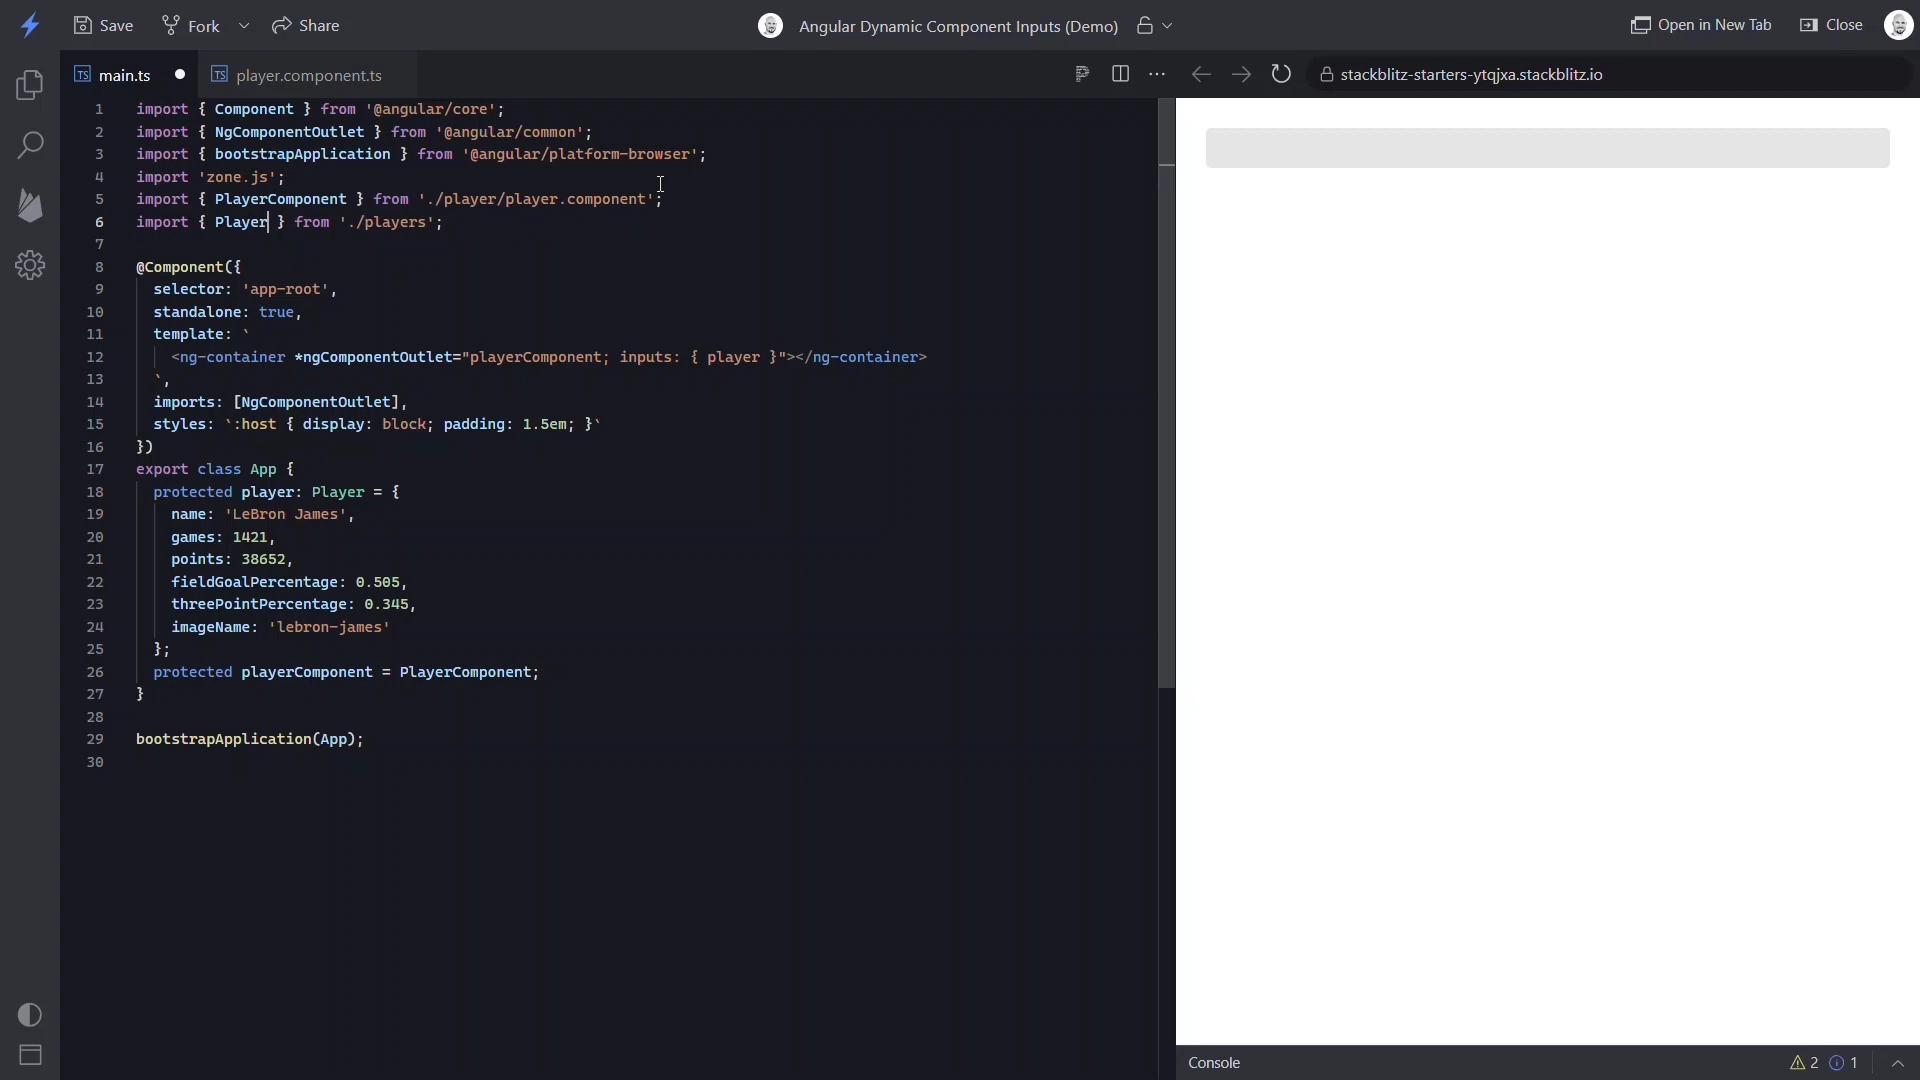 Save Fork Share Angular Dynamic Component Inputs (Demo) Open in New Tab Close
TS main.ts TS player.component.ts stackblitz-starters-ytqjxa.stackblitz.io
1 import { Component } from '@angular/core';
2 import { NgComponentOutlet } from '@angular/common';
3 import { bootstrapApplication } from '@angular/platform-browser';
4 import 'zone.js';
5 import { PlayerComponent } from './player/player.component';
6 import { Player } from './players';
7
8 @Component({
9 selector: 'app-root',
10 standalone: true,
11 template: `
12 <ng-container *ngComponentOutlet="playerComponent; inputs: { player }"></ng-container>
13 `,
14 imports: [NgComponentOutlet],
15 styles: `:host { display: block; padding: 1.5em; }`
16 })
17 export class App {
18 protected player: Player = {
19 name: 'LeBron James',
20 games: 1421,
21 points: 38652,
22 fieldGoalPercentage: 0.505,
23 threePointPercentage: 0.345,
24 imageName: 'lebron-james'
25 };
26 protected playerComponent = PlayerComponent;
27 }
28
29 bootstrapApplication(App);
30
Console 2 1